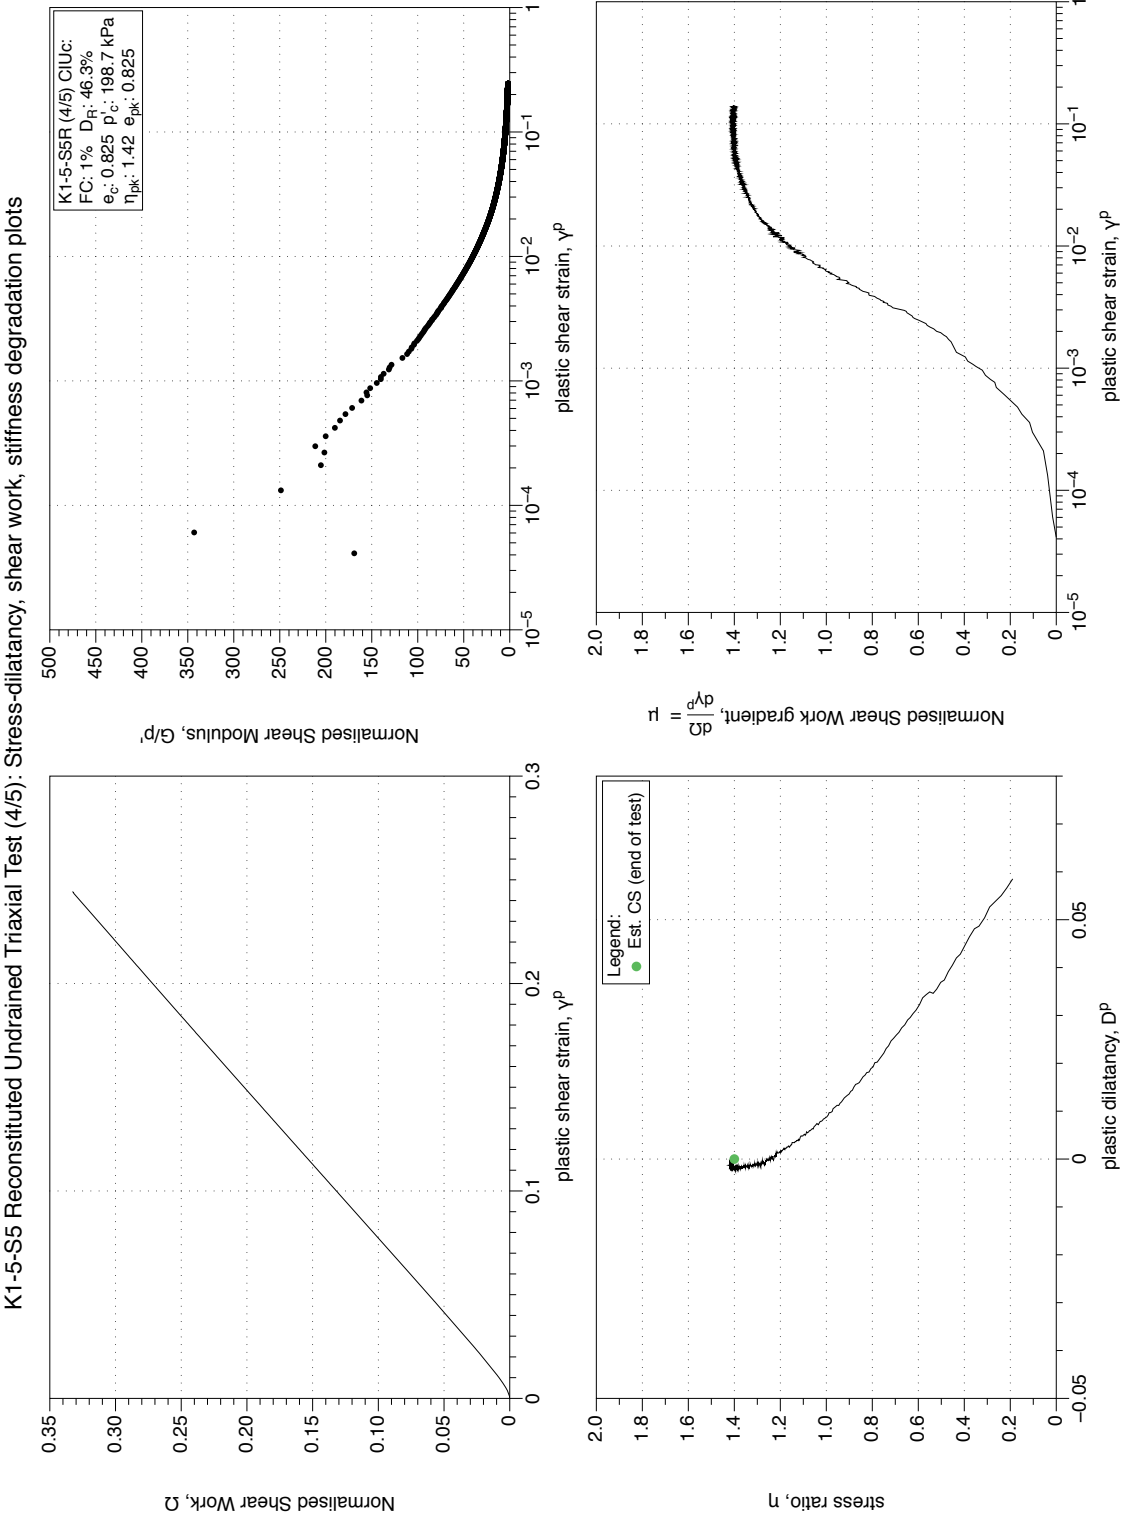 K1-5-S5 Reconstituted Undrained Triaxial Test (4/5): Stress-dilatancy, shear work, stiffness degradation plots
Normalised Shear Work, Ω
0.35
0.30
0.25
0.20
0.15
0.10
0.05
0
0 0.1 0.2 0.3
plastic shear strain, γp
Normalised Shear Modulus, G/p'
500
450
400
350
300
250
200
150
100
50
0
10−5 10−4 10−3 10−2 10−1 1
plastic shear strain, γp
K1-5-S5R (4/5) CIUc:
FC: 1% DR: 46.3%
ec: 0.825 p'c: 198.7 kPa
ηpk: 1.42 epk: 0.825
stress ratio, η
2.0
1.8
1.6
1.4
1.2
1.0
0.8
0.6
0.4
0.2
0
−0.05 0 0.05
plastic dilatancy, Dp
Legend:
Est. CS (end of test)
Normalised Shear Work gradient, dΩ/dγp = μ
2.0
1.8
1.6
1.4
1.2
1.0
0.8
0.6
0.4
0.2
0
10−5 10−4 10−3 10−2 10−1 1
plastic shear strain, γp